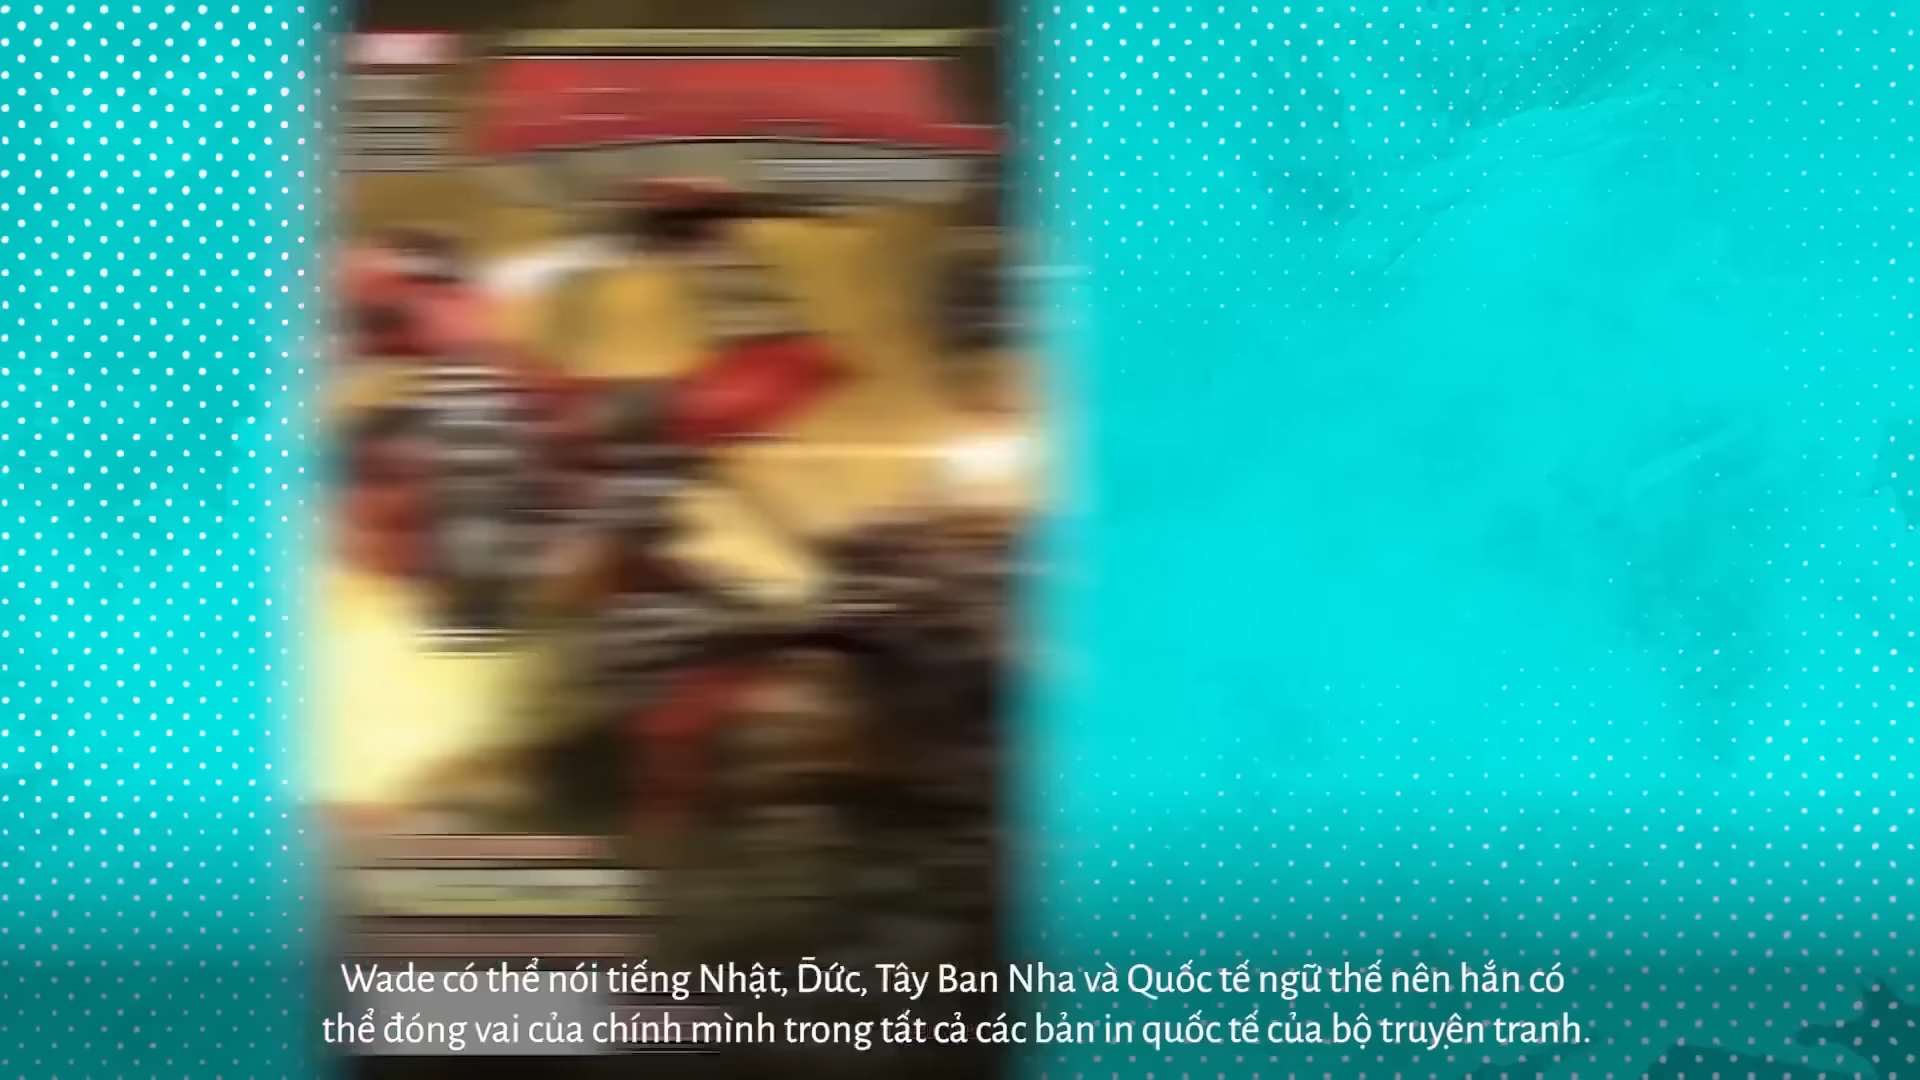 Wade có thể nói tiếng Nhật, Đức, Tây Ban Nha và Quốc tế ngữ thế nên hắn có
thể đóng vai của chính mình trong tất cả các bản in quốc tế của bộ truyện tranh.